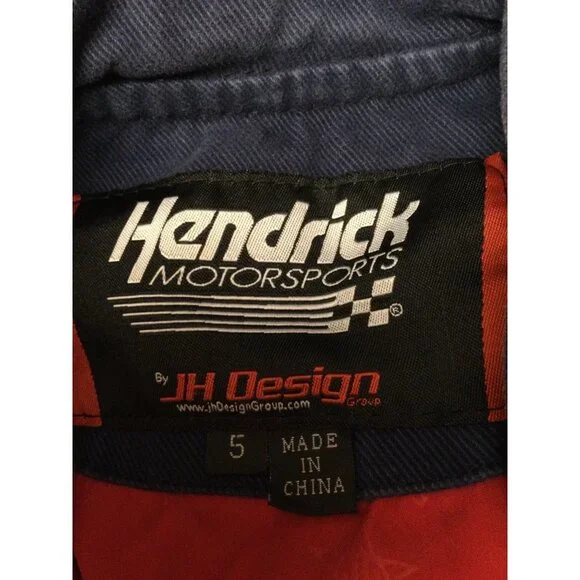 Hendrick
MOTORSPORTS
®
By JH Design Group
www.jhDesignGroup.com
5
MADE
IN
CHINA